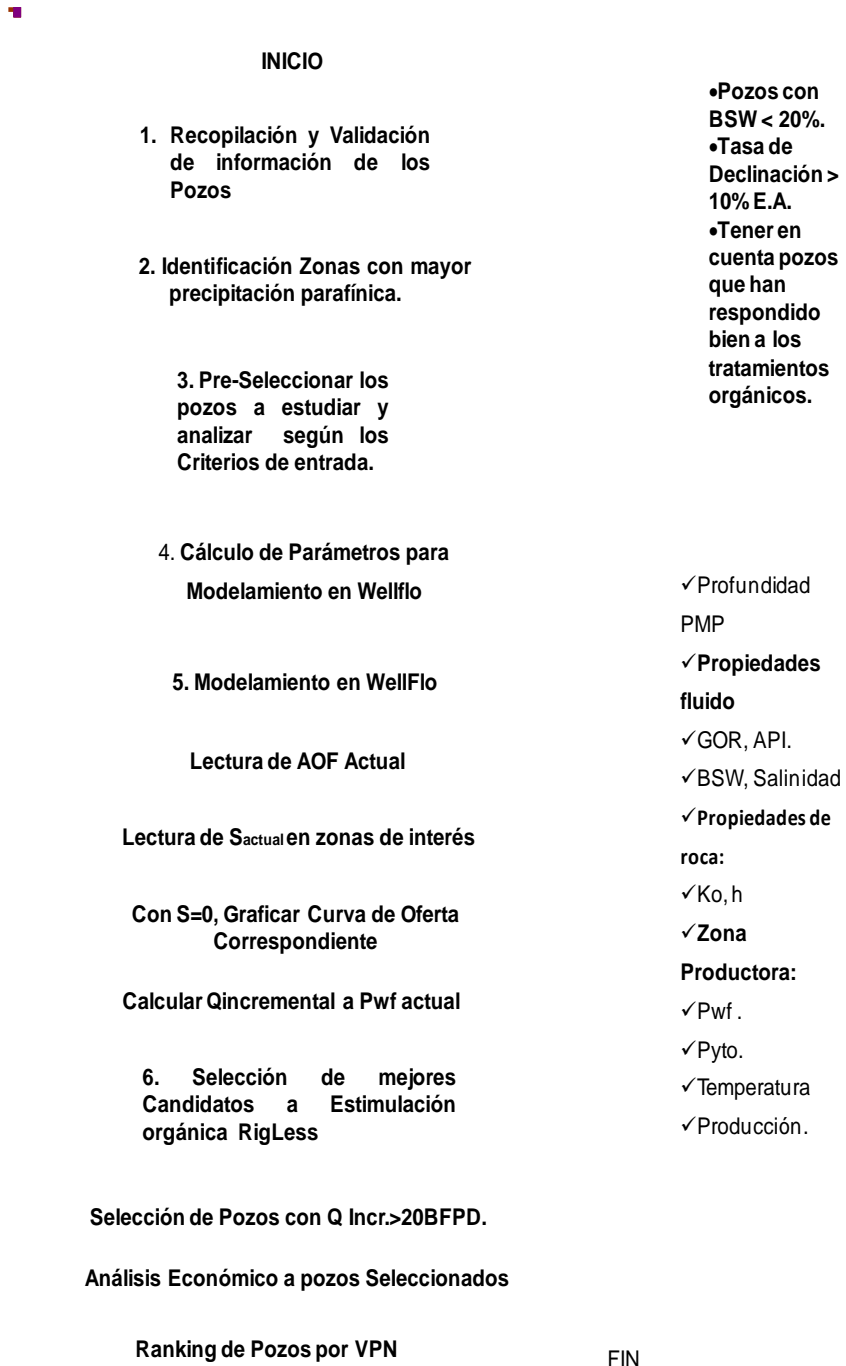 INICIO
1. Recopilación y Validación
de información de los
Pozos
2. Identificación Zonas con mayor
precipitación parafínica.
3. Pre-Seleccionar los
pozos a estudiar y
analizar según los
Criterios de entrada.
4. Cálculo de Parámetros para
Modelamiento en Wellflo
5. Modelamiento en WellFlo
Lectura de AOF Actual
Lectura de Sactual en zonas de interés
Con S=0, Graficar Curva de Oferta
Correspondiente
Calcular Qincremental a Pwf actual
6. Selección de mejores
Candidatos a Estimulación
orgánica RigLess
Selección de Pozos con Q Incr.>20BFPD.
Análisis Económico a pozos Seleccionados
Ranking de Pozos por VPN
•Pozos con
BSW < 20%.
•Tasa de
Declinación >
10% E.A.
•Tener en
cuenta pozos
que han
respondido
bien a los
tratamientos
orgánicos.
✓Profundidad
PMP
✓Propiedades
fluido
✓GOR, API.
✓BSW, Salinidad
✓Propiedades de
roca:
✓Ko, h
✓Zona
Productora:
✓Pwf .
✓Pyto.
✓Temperatura
✓Producción.
FIN